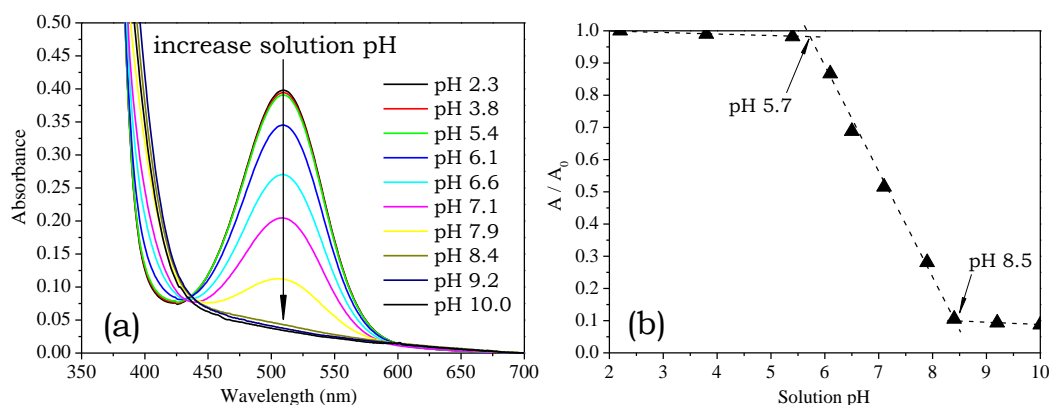 increase solution pH
pH 2.3
pH 3.8
pH 5.4
pH 6.1
pH 6.6
pH 7.1
pH 7.9
pH 8.4
pH 9.2
pH 10.0
(a)
Absorbance
0.50
0.45
0.40
0.35
0.30
0.25
0.20
0.15
0.10
0.05
0.00
350 400 450 500 550 600 650 700
Wavelength (nm)
(b)
A / A0
1.0
0.9
0.8
0.7
0.6
0.5
0.4
0.3
0.2
0.1
0.0
pH 5.7
pH 8.5
2 3 4 5 6 7 8 9 10
Solution pH